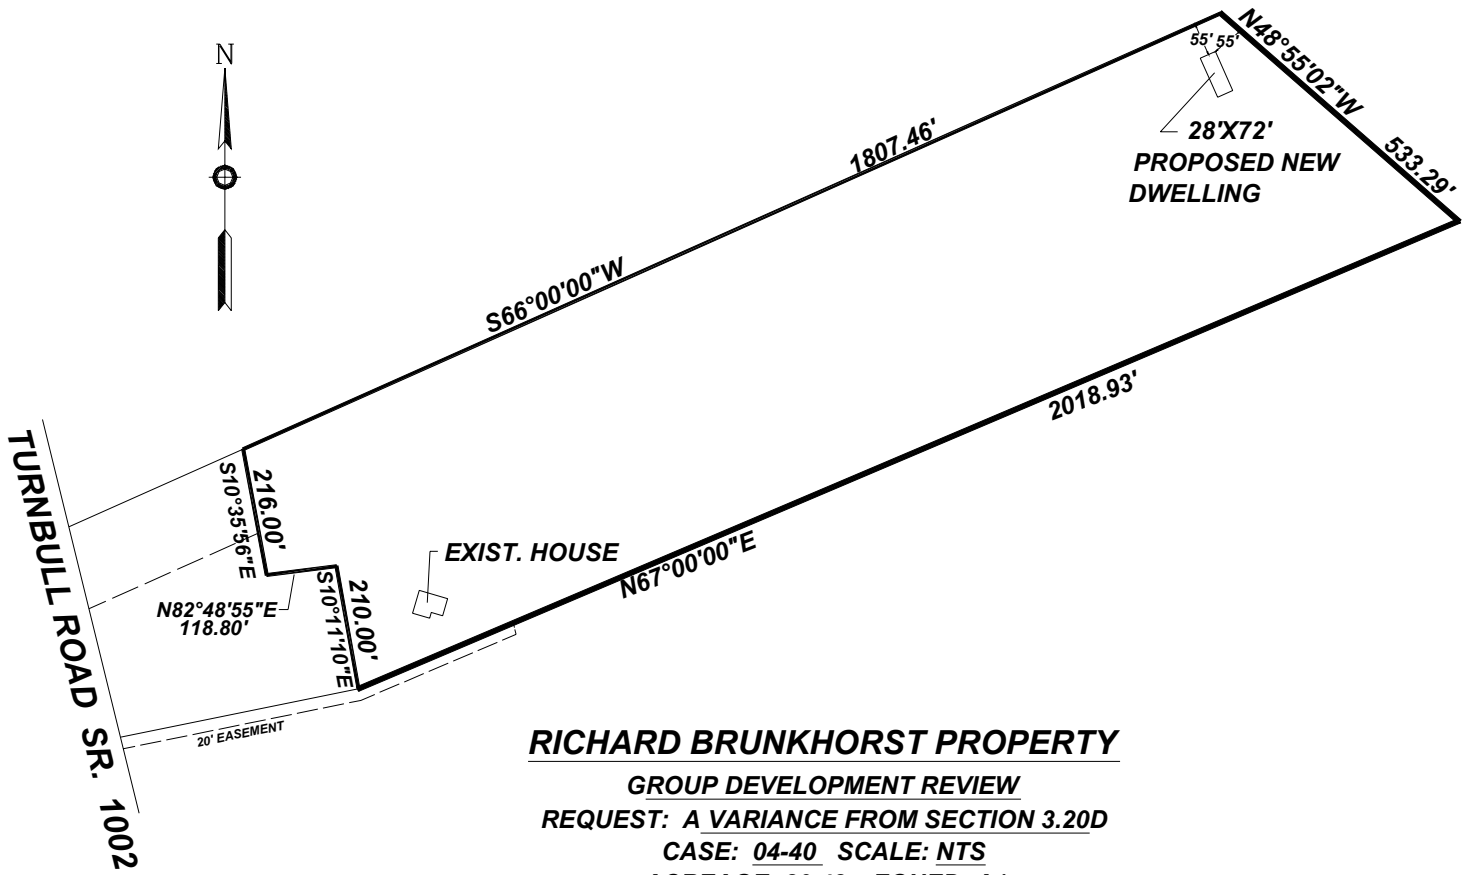 N
N48°55'02"W
55' 55'
533.29'
28'X72'
PROPOSED NEW
DWELLING
1807.46'
S66°00'00"W
2018.93'
N67°00'00"E
TURNBULL ROAD SR. 1002
216.00'
S10°35'56"E
EXIST. HOUSE
N82°48'55"E
118.80'
210.00'
S10°11'10"E
20' EASEMENT
RICHARD BRUNKHORST PROPERTY
GROUP DEVELOPMENT REVIEW
REQUEST: A VARIANCE FROM SECTION 3.20D
CASE: 04-40 SCALE: NTS